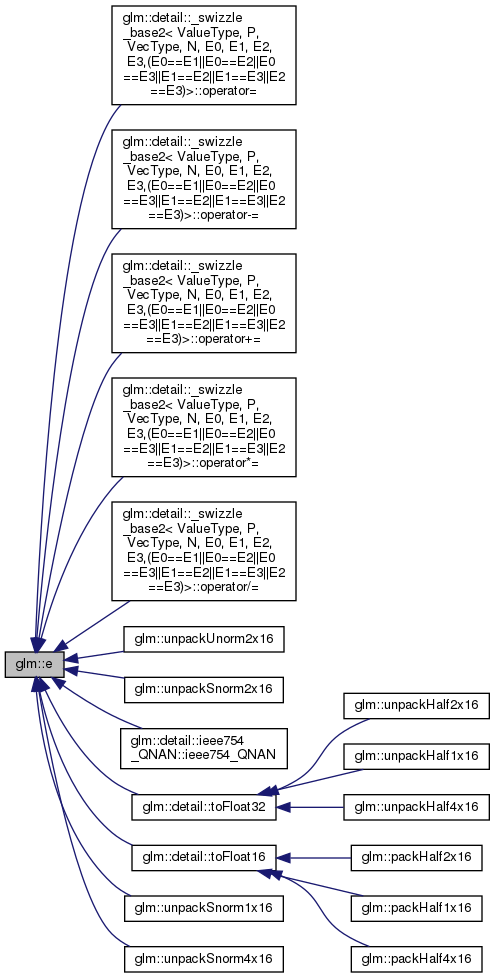 glm::detail::_swizzle
_base2< ValueType, P,
VecType, N, E0, E1, E2,
E3,(E0==E1||E0==E2||E0
==E3||E1==E2||E1==E3||E2
==E3)>::operator=
glm::detail::_swizzle
_base2< ValueType, P,
VecType, N, E0, E1, E2,
E3,(E0==E1||E0==E2||E0
==E3||E1==E2||E1==E3||E2
==E3)>::operator-=
glm::detail::_swizzle
_base2< ValueType, P,
VecType, N, E0, E1, E2,
E3,(E0==E1||E0==E2||E0
==E3||E1==E2||E1==E3||E2
==E3)>::operator+=
glm::detail::_swizzle
_base2< ValueType, P,
VecType, N, E0, E1, E2,
E3,(E0==E1||E0==E2||E0
==E3||E1==E2||E1==E3||E2
==E3)>::operator*=
glm::detail::_swizzle
_base2< ValueType, P,
VecType, N, E0, E1, E2,
E3,(E0==E1||E0==E2||E0
==E3||E1==E2||E1==E3||E2
==E3)>::operator/=
glm::unpackUnorm2x16
glm::e
glm::unpackSnorm2x16
glm::detail::ieee754
_QNAN::ieee754_QNAN
glm::unpackHalf2x16
glm::unpackHalf1x16
glm::detail::toFloat32
glm::unpackHalf4x16
glm::detail::toFloat16
glm::packHalf2x16
glm::unpackSnorm1x16
glm::packHalf1x16
glm::unpackSnorm4x16
glm::packHalf4x16